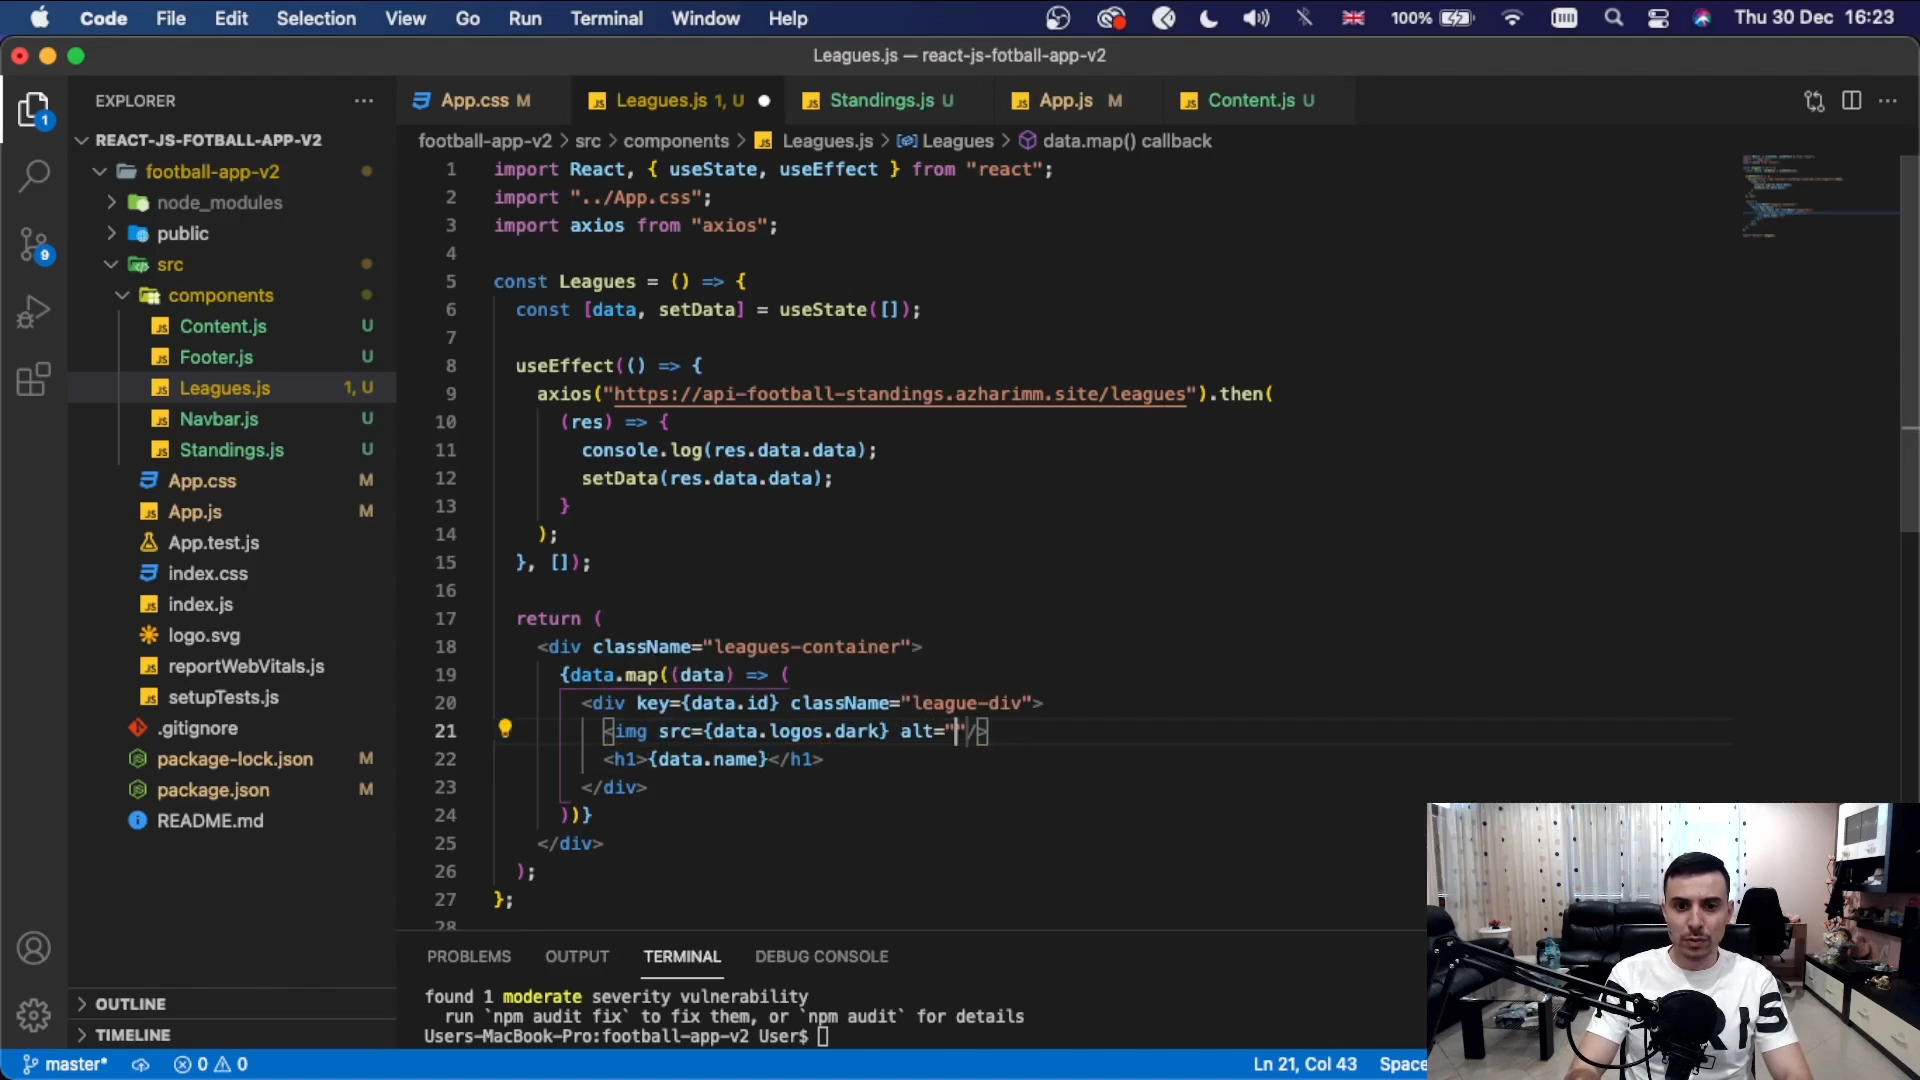 Code File Edit Selection View Go Run Terminal Window Help 100% Thu 30 Dec 16:23
Leagues.js — react-js-fotball-app-v2
EXPLORER
App.css M Leagues.js 1, U Standings.js U App.js M Content.js U
REACT-JS-FOTBALL-APP-V2
football-app-v2 > src > components > Leagues.js > Leagues > data.map() callback
football-app-v2
node_modules
public
src
components
Content.js U
Footer.js U
Leagues.js 1, U
Navbar.js U
Standings.js U
App.css M
App.js M
App.test.js
index.css
index.js
logo.svg
reportWebVitals.js
setupTests.js
.gitignore
package-lock.json M
package.json M
README.md
OUTLINE
TIMELINE
1
9
1 import React, { useState, useEffect } from "react";
2 import "../App.css";
3 import axios from "axios";
4
5 const Leagues = () => {
6 const [data, setData] = useState([]);
7
8 useEffect(() => {
9 axios("https://api-football-standings.azharimm.site/leagues").then(
10 (res) => {
11 console.log(res.data.data);
12 setData(res.data.data);
13 }
14 );
15 }, []);
16
17 return (
18 <div className="leagues-container">
19 {data.map((data) => (
20 <div key={data.id} className="league-div">
21 <img src={data.logos.dark} alt=""/>
22 <h1>{data.name}</h1>
23 </div>
24 ))}
25 </div>
26 );
27 };
28
PROBLEMS OUTPUT TERMINAL DEBUG CONSOLE
found 1 moderate severity vulnerability
run `npm audit fix` to fix them, or `npm audit` for details
Users-MacBook-Pro:football-app-v2 User$
master* 0 0 Ln 21, Col 43 Space